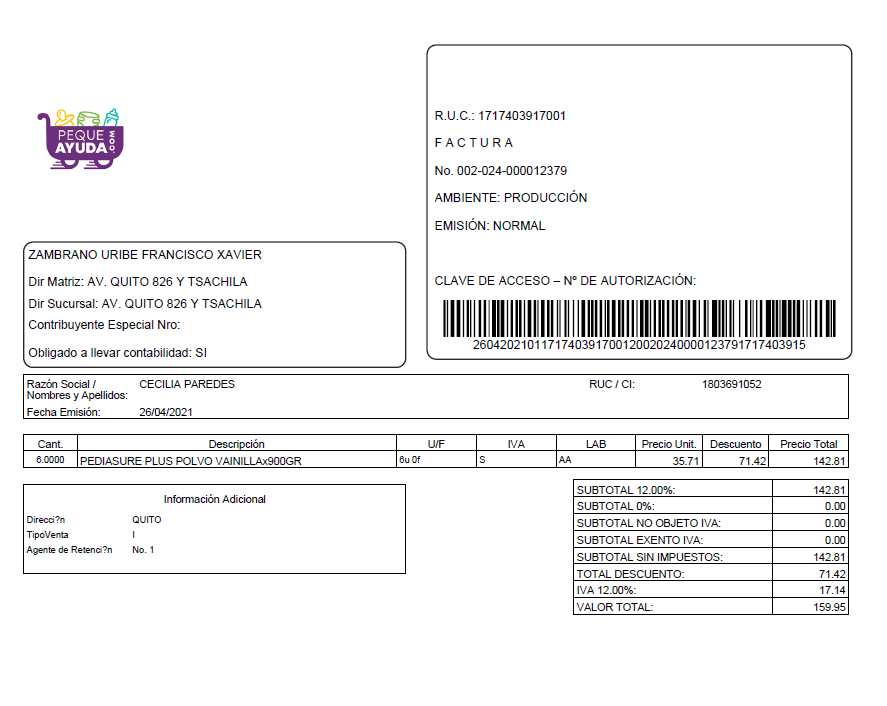 PEQUE
AYUDA.COM
R.U.C.: 1717403917001
F A C T U R A
No. 002-024-000012379
AMBIENTE: PRODUCCIÓN
EMISIÓN: NORMAL
CLAVE DE ACCESO – Nº DE AUTORIZACIÓN:
2604202101171740391700120020240000123791717403915
ZAMBRANO URIBE FRANCISCO XAVIER
Dir Matriz: AV. QUITO 826 Y TSACHILA
Dir Sucursal: AV. QUITO 826 Y TSACHILA
Contribuyente Especial Nro:
Obligado a llevar contabilidad: SI
Razón Social / Nombres y Apellidos: CECILIA PAREDES RUC / CI: 1803691052
Fecha Emisión: 26/04/2021
Cant. Descripción U/F IVA LAB Precio Unit. Descuento Precio Total
6.0000 PEDIASURE PLUS POLVO VAINILLAx900GR 6u 0f S AA 35.71 71.42 142.81
Información Adicional
Direcci?n QUITO
TipoVenta I
Agente de Retenci?n No. 1
SUBTOTAL 12.00%: 142.81
SUBTOTAL 0%: 0.00
SUBTOTAL NO OBJETO IVA: 0.00
SUBTOTAL EXENTO IVA: 0.00
SUBTOTAL SIN IMPUESTOS: 142.81
TOTAL DESCUENTO: 71.42
IVA 12.00%: 17.14
VALOR TOTAL: 159.95